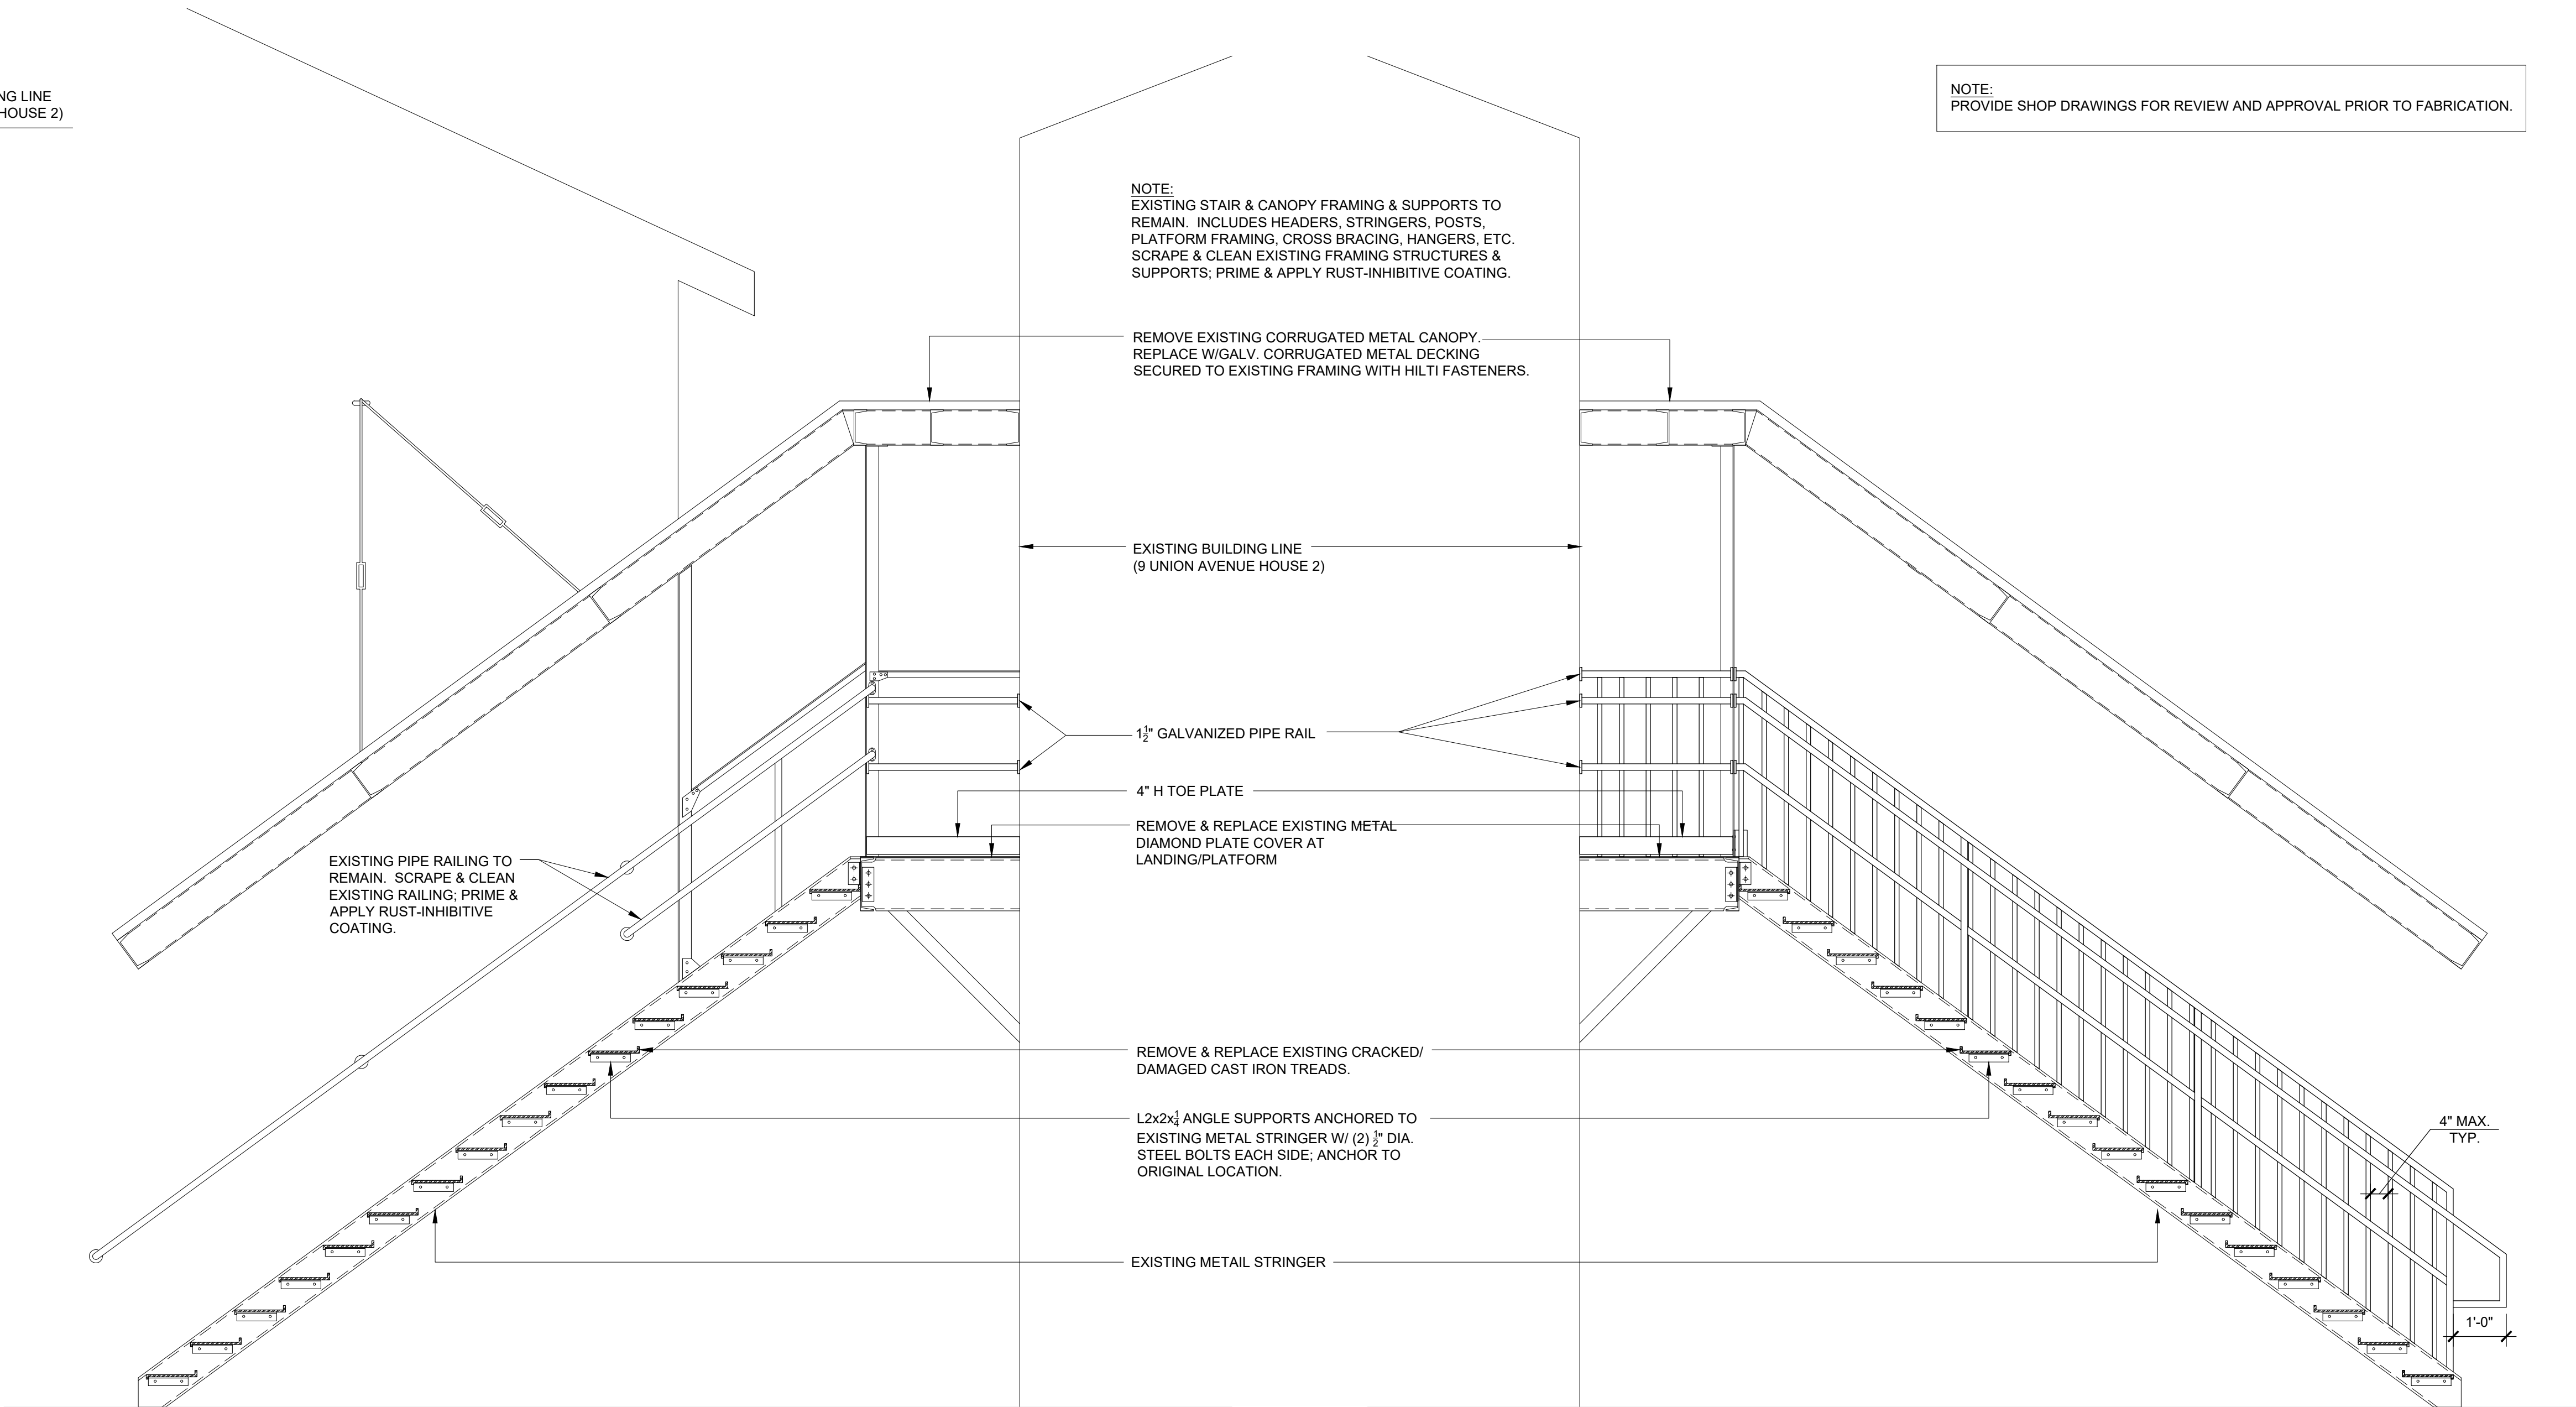 NG LINE
HOUSE 2)
NOTE:
PROVIDE SHOP DRAWINGS FOR REVIEW AND APPROVAL PRIOR TO FABRICATION.
NOTE:
EXISTING STAIR & CANOPY FRAMING & SUPPORTS TO
REMAIN. INCLUDES HEADERS, STRINGERS, POSTS,
PLATFORM FRAMING, CROSS BRACING, HANGERS, ETC.
SCRAPE & CLEAN EXISTING FRAMING STRUCTURES &
SUPPORTS; PRIME & APPLY RUST-INHIBITIVE COATING.
REMOVE EXISTING CORRUGATED METAL CANOPY.
REPLACE W/GALV. CORRUGATED METAL DECKING
SECURED TO EXISTING FRAMING WITH HILTI FASTENERS.
EXISTING BUILDING LINE
(9 UNION AVENUE HOUSE 2)
1½" GALVANIZED PIPE RAIL
4" H TOE PLATE
REMOVE & REPLACE EXISTING METAL
DIAMOND PLATE COVER AT
LANDING/PLATFORM
EXISTING PIPE RAILING TO
REMAIN. SCRAPE & CLEAN
EXISTING RAILING; PRIME &
APPLY RUST-INHIBITIVE
COATING.
REMOVE & REPLACE EXISTING CRACKED/
DAMAGED CAST IRON TREADS.
L2x2x¼ ANGLE SUPPORTS ANCHORED TO
EXISTING METAL STRINGER W/ (2) ½" DIA.
STEEL BOLTS EACH SIDE; ANCHOR TO
ORIGINAL LOCATION.
4" MAX.
TYP.
EXISTING METAIL STRINGER
1'-0"